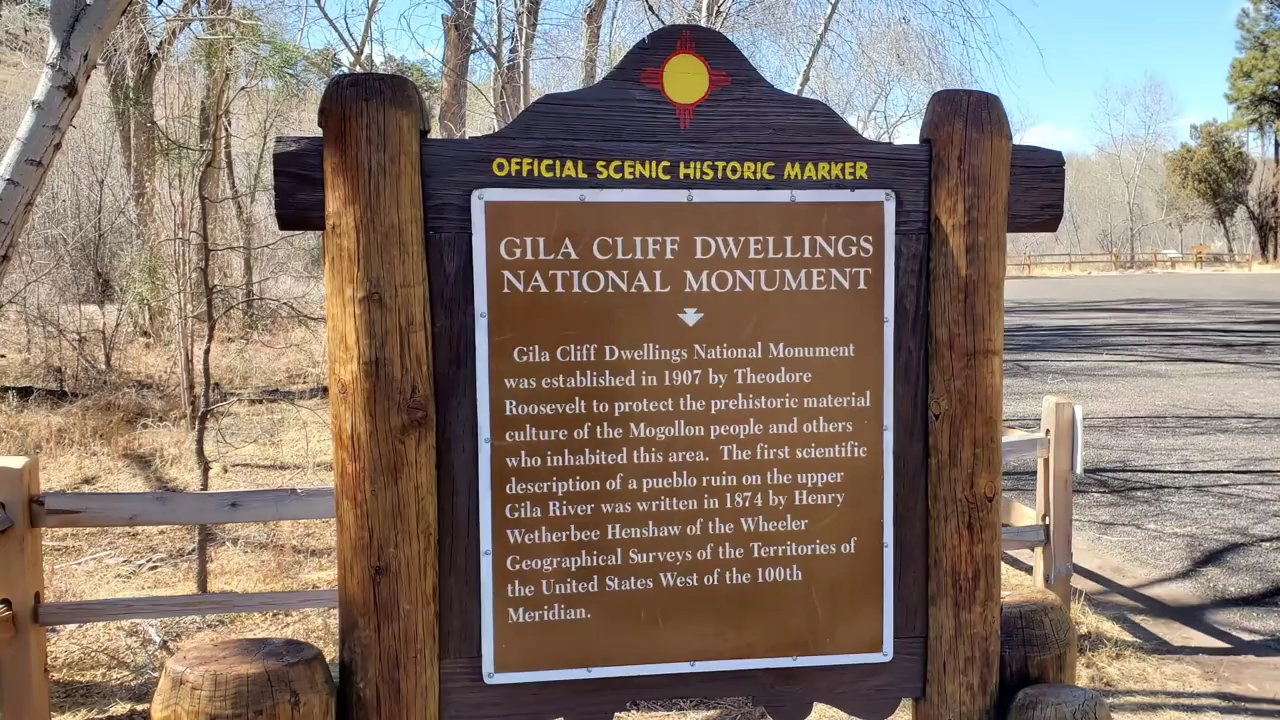 OFFICIAL SCENIC HISTORIC MARKER
GILA CLIFF DWELLINGS
NATIONAL MONUMENT
Gila Cliff Dwellings National Monument
was established in 1907 by Theodore
Roosevelt to protect the prehistoric material
culture of the Mogollon people and others
who inhabited this area. The first scientific
description of a pueblo ruin on the upper
Gila River was written in 1874 by Henry
Wetherbee Henshaw of the Wheeler
Geographical Surveys of the Territories of
the United States West of the 100th
Meridian.